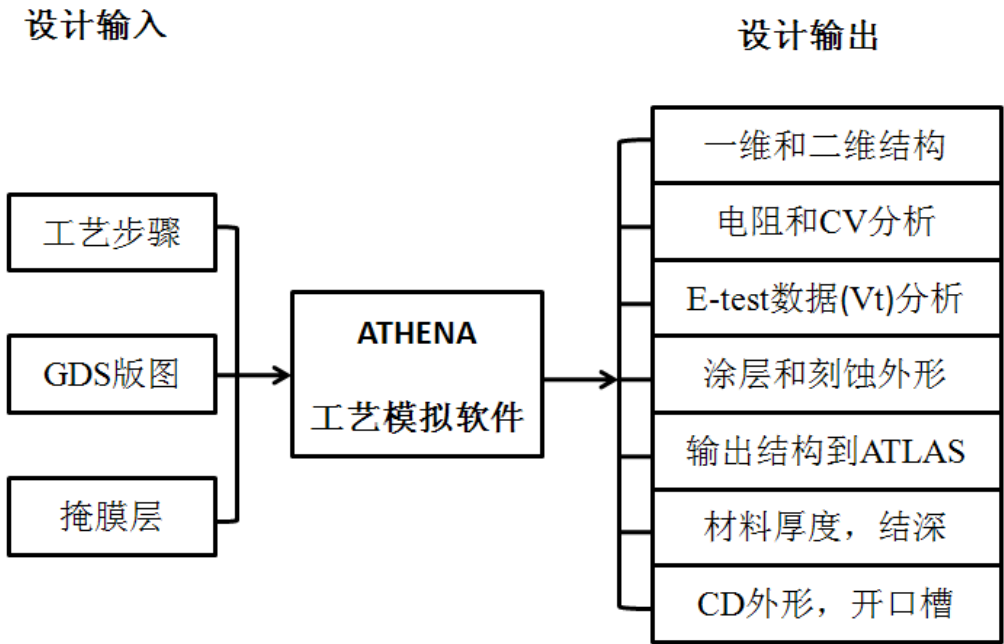 设计输入
设计输出
工艺步骤
GDS版图
掩膜层
ATHENA
工艺模拟软件
一维和二维结构
电阻和CV分析
E-test数据(Vt)分析
涂层和刻蚀外形
输出结构到ATLAS
材料厚度，结深
CD外形，开口槽